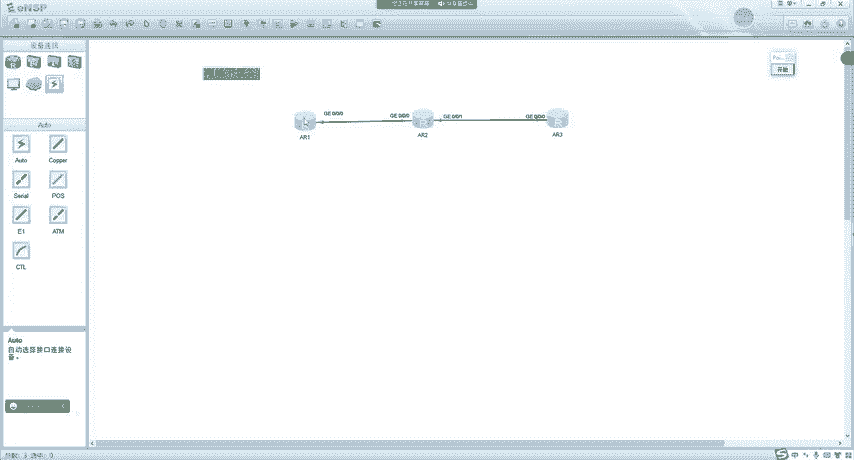 eNSP
菜 单
设备连线
开始
GE 0/0/0
GE 0/0/0
GE 0/0/1
GE 0/0/0
AR1
AR2
AR3
Auto
Auto
Copper
Serial
POS
E1
ATM
CTL
Auto
自动选择接口连接设
备。